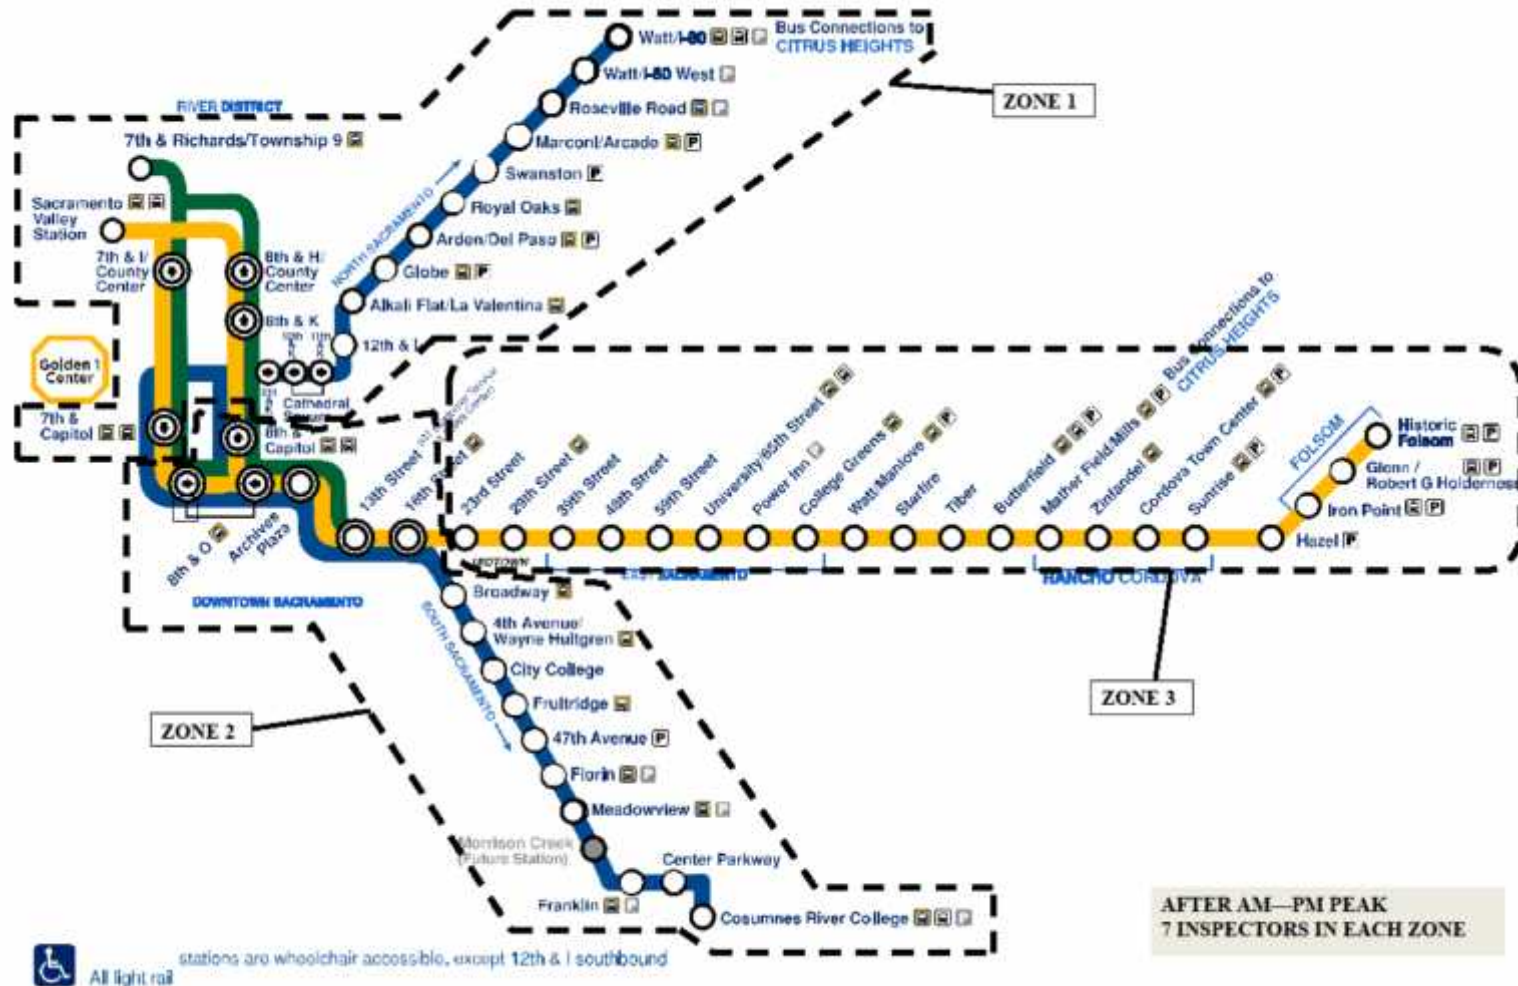 Watt/I-80
Bus Connections to
CITRUS HEIGHTS
Watt/I-80 West
ZONE 1
RIVER DISTRICT
Roseville Road
7th & Richards/Township 9
Marconi/Arcade
Swanston
Sacramento
Valley
Station
Royal Oaks
NORTH SACRAMENTO
Arden/Del Paso
7th & I/
County
Center
8th & H/
County
Center
Globe
Alkali Flat/La Valentina
8th & K
12th & I
Golden 1
Center
Cathedral
Bus Connections to
CITRUS HEIGHTS
7th &
Capitol
8th &
Capitol
13th Street
16th Street
23rd Street
29th Street
39th Street
48th Street
59th Street
University/65th Street
Power Inn
College Greens
Watt/Manlove
Starfire
Tiber
Butterfield
Mather Field/Mills
Zinfandel
Cordova Town Center
Sunrise
FOLSOM
Historic
Folsom
Glenn /
Robert G Holderness
Iron Point
Hazel
8th & O
Archives
Plaza
MIDTOWN
EAST SACRAMENTO
RANCHO CORDOVA
DOWNTOWN SACRAMENTO
Broadway
4th Avenue/
Wayne Hultgren
SOUTH SACRAMENTO
City College
Fruitridge
ZONE 2
ZONE 3
47th Avenue
Florin
Meadowview
Morrison Creek
(Future Station)
Center Parkway
Franklin
Cosumnes River College
AFTER AM—PM PEAK
7 INSPECTORS IN EACH ZONE
stations are wheelchair accessible, except 12th & I southbound
All light rail